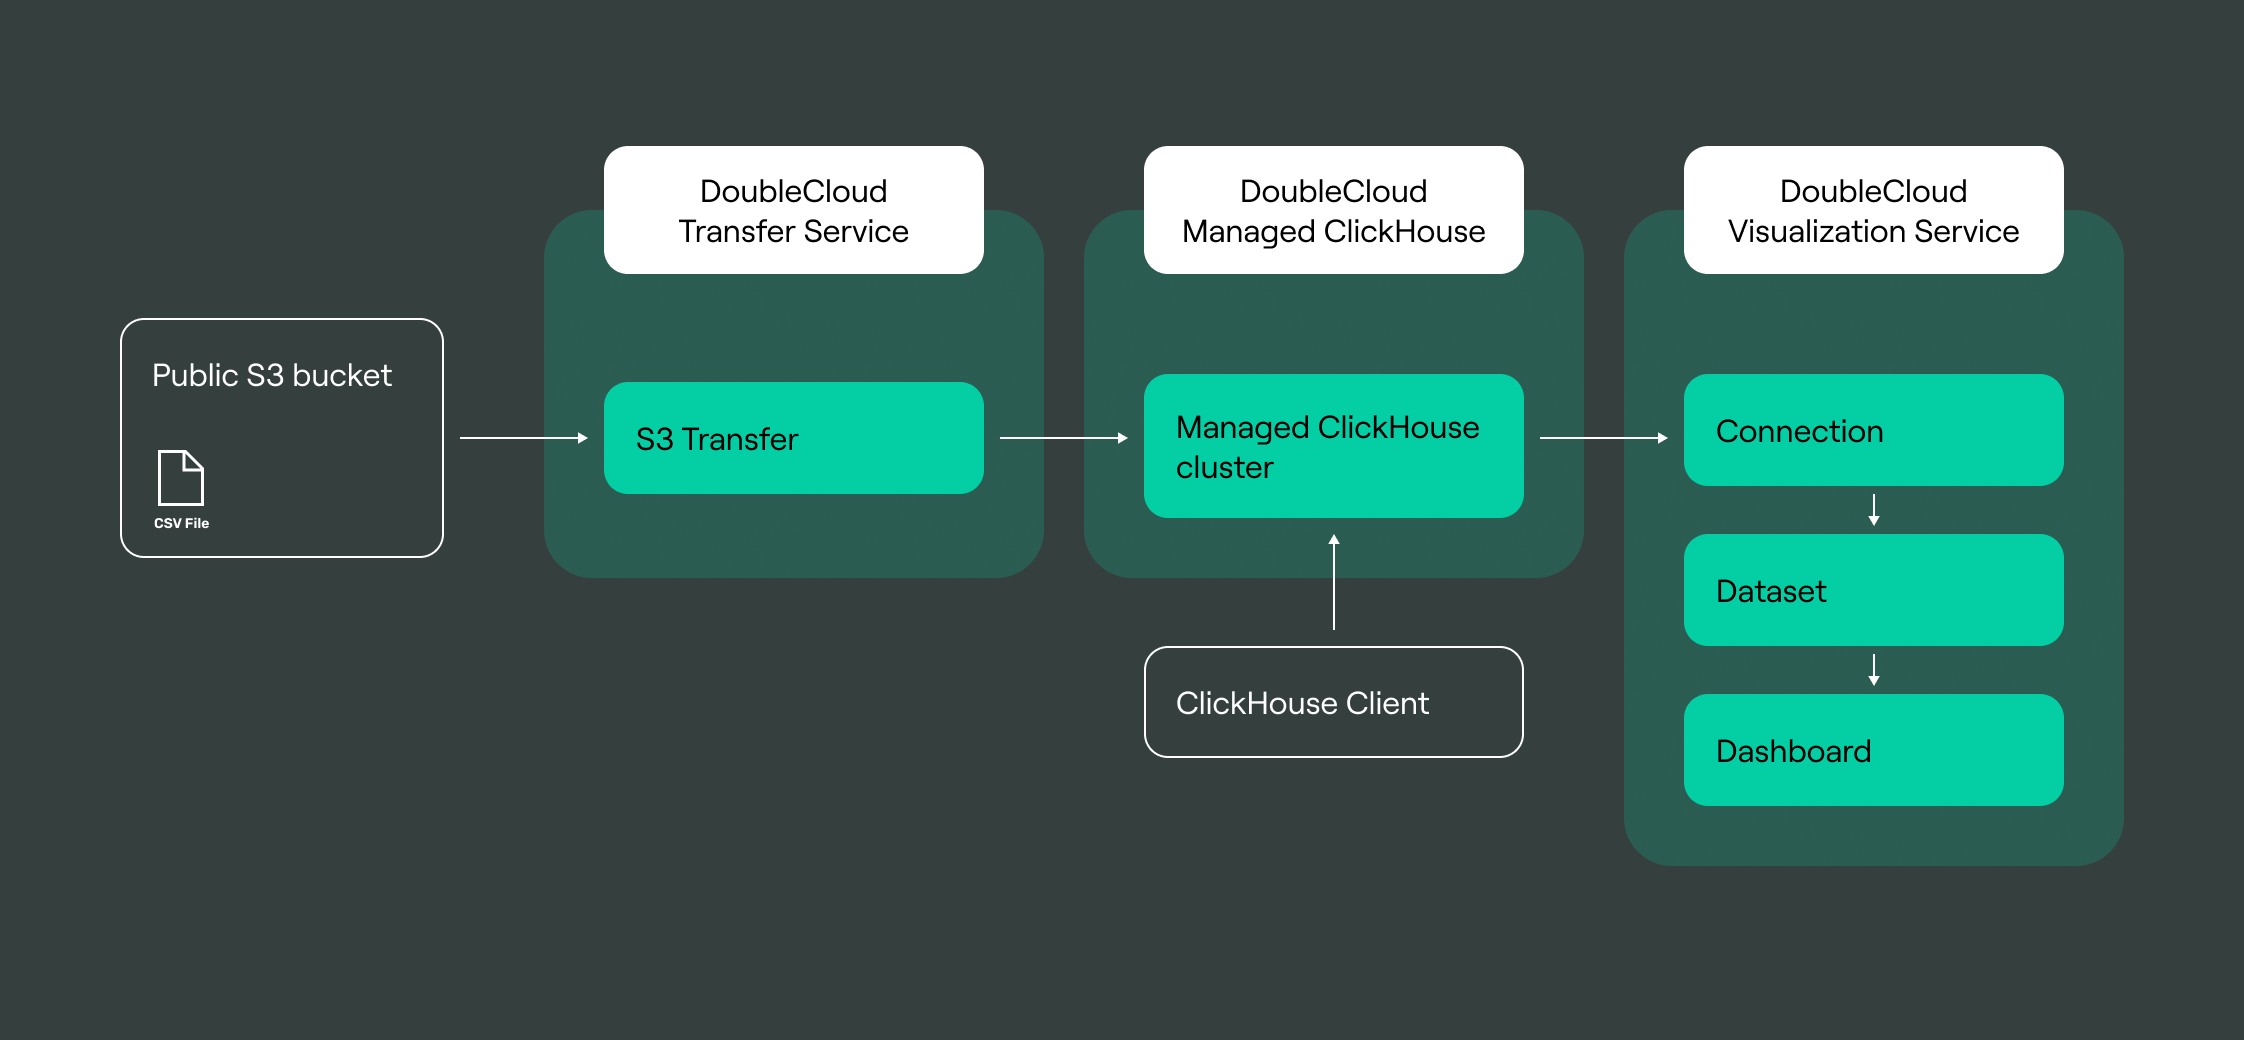 Public S3 bucket
CSV File
DoubleCloud
Transfer Service
S3 Transfer
DoubleCloud
Managed ClickHouse
Managed ClickHouse
cluster
ClickHouse Client
DoubleCloud
Visualization Service
Connection
Dataset
Dashboard